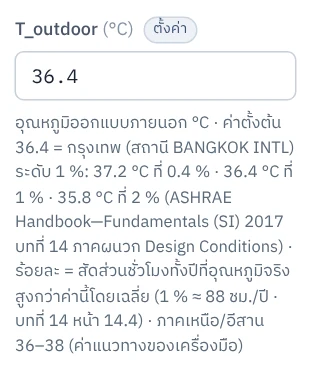 T_outdoor (°C) ตั้งค่า
36.4
อุณหภูมิออกแบบภายนอก °C · ค่าตั้งต้น
36.4 = กรุงเทพ (สถานี BANGKOK INTL)
ระดับ 1 %: 37.2 °C ที่ 0.4 % · 36.4 °C ที่
1 % · 35.8 °C ที่ 2 % (ASHRAE
Handbook—Fundamentals (SI) 2017
บทที่ 14 ภาคผนวก Design Conditions) ·
ร้อยละ = สัดส่วนชั่วโมงทั้งปีที่อุณหภูมิจริง
สูงกว่าค่านี้โดยเฉลี่ย (1 % ≈ 88 ชม./ปี ·
บทที่ 14 หน้า 14.4) · ภาคเหนือ/อีสาน
36–38 (ค่าแนวทางของเครื่องมือ)